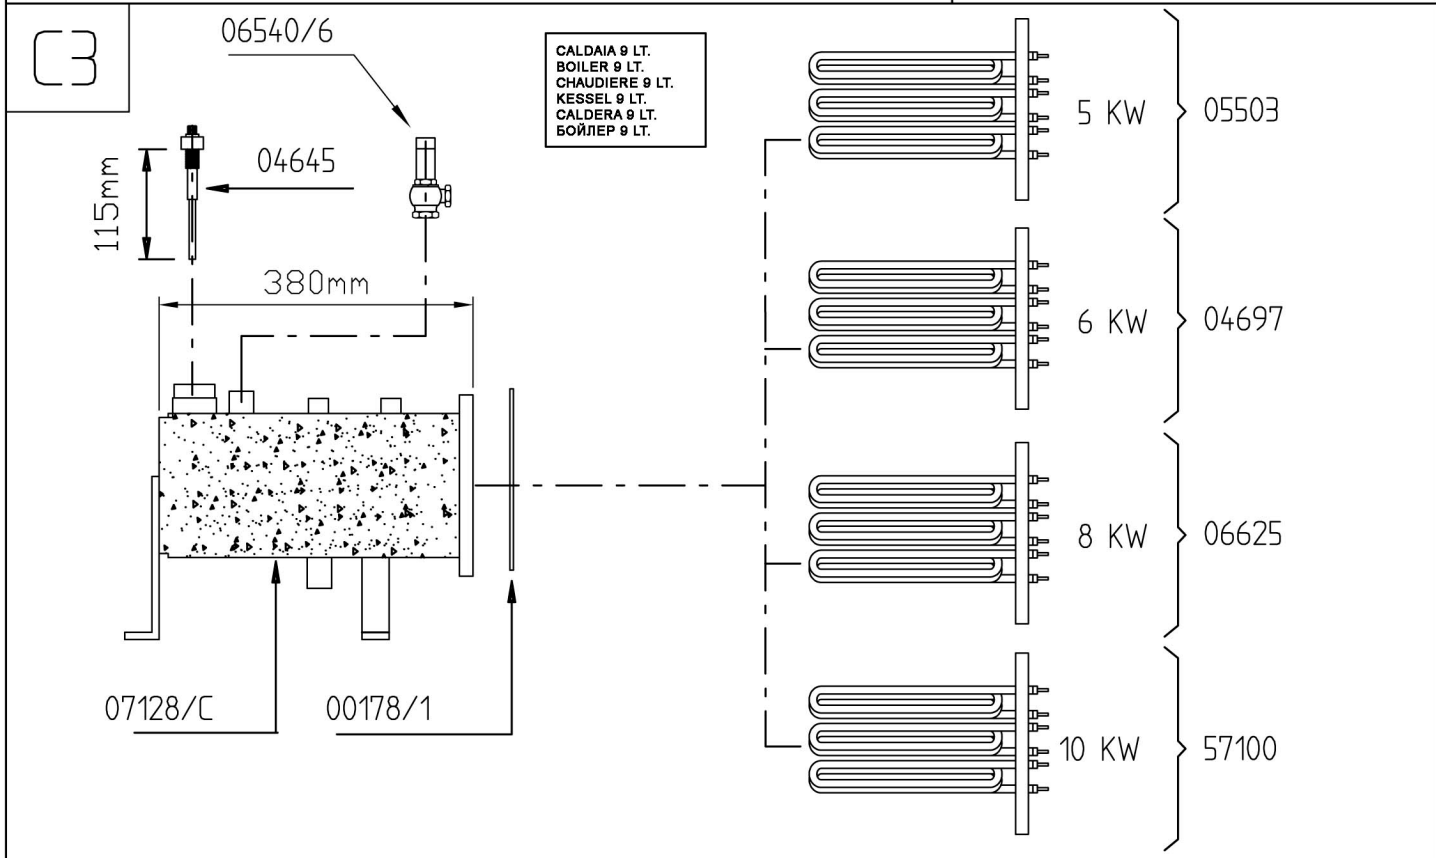 C3
06540/6
CALDAIA 9 LT.
BOILER 9 LT.
CHAUDIERE 9 LT.
KESSEL 9 LT.
CALDERA 9 LT.
БОЙЛЕР 9 LT.
04645
115mm
380mm
07128/C
00178/1
5 KW
05503
6 KW
04697
8 KW
06625
10 KW
57100